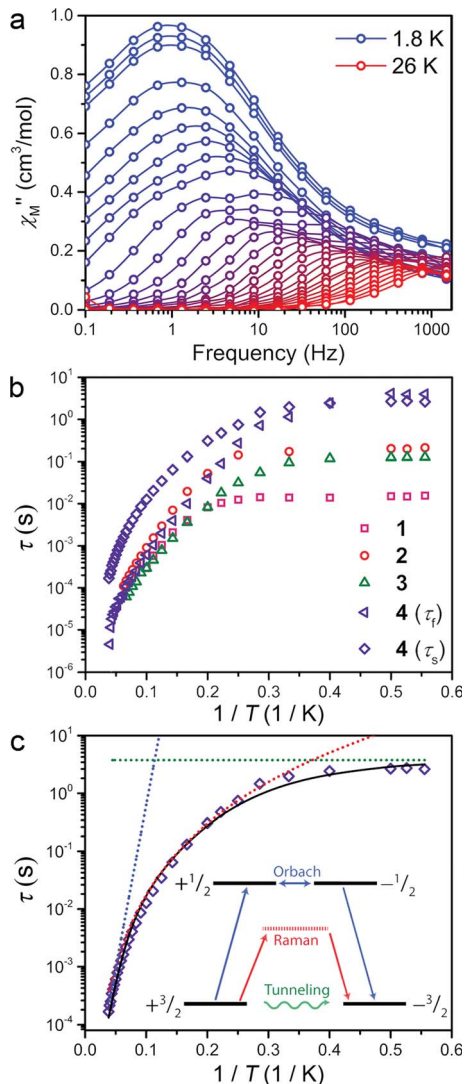 a
1.0
0.8
0.6
0.4
0.2
0.0
χM" (cm³/mol)
1.8 K
26 K
0.1 1 10 100 1000
Frequency (Hz)
b
10¹
10⁰
10⁻¹
10⁻²
10⁻³
10⁻⁴
10⁻⁵
10⁻⁶
τ (s)
1
2
3
4 (τf)
4 (τs)
0.0 0.1 0.2 0.3 0.4 0.5 0.6
1 / T (1 / K)
c
10¹
10⁰
10⁻¹
10⁻²
10⁻³
10⁻⁴
τ (s)
Orbach
+1/2 −1/2
Raman
Tunneling
+3/2 −3/2
0.0 0.1 0.2 0.3 0.4 0.5 0.6
1 / T (1 / K)